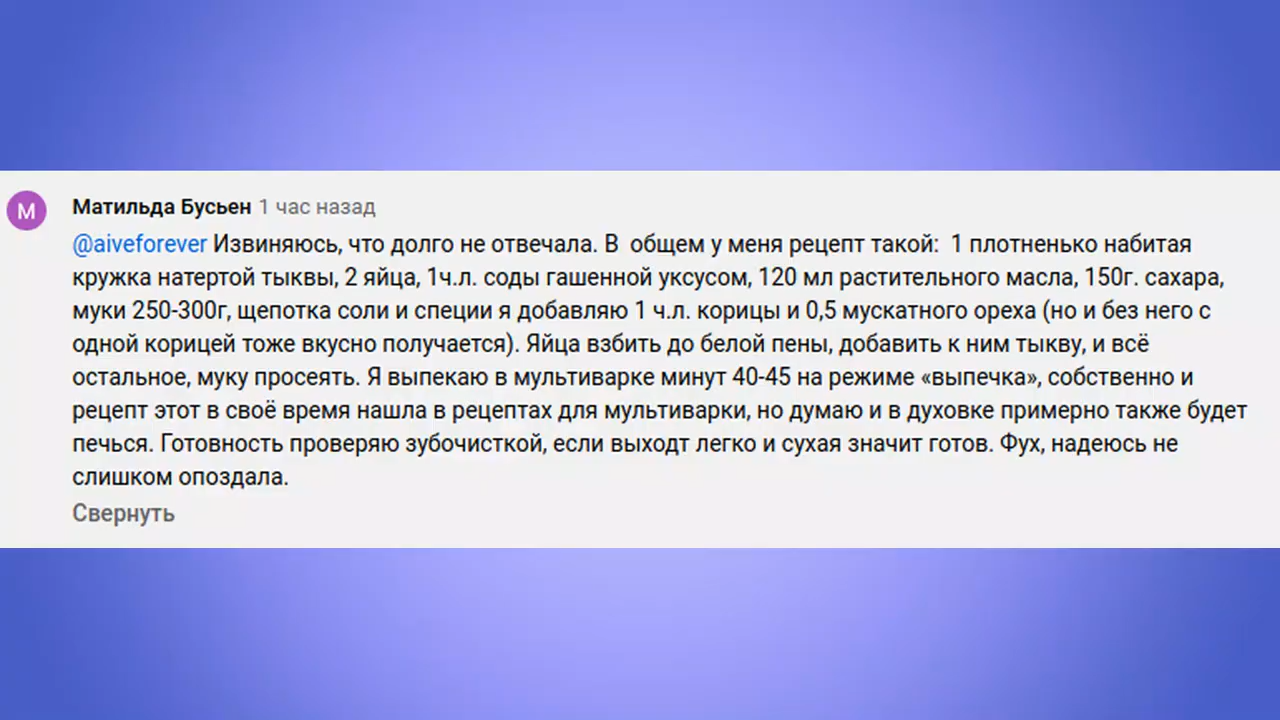 М
Матильда Бусьен 1 час назад
@aiveforever Извиняюсь, что долго не отвечала. В  общем у меня рецепт такой:  1 плотненько набитая
кружка натертой тыквы, 2 яйца, 1ч.л. соды гашенной уксусом, 120 мл растительного масла, 150г. сахара,
муки 250-300г, щепотка соли и специи я добавляю 1 ч.л. корицы и 0,5 мускатного ореха (но и без него с
одной корицей тоже вкусно получается). Яйца взбить до белой пены, добавить к ним тыкву, и всё
остальное, муку просеять. Я выпекаю в мультиварке минут 40-45 на режиме «выпечка», собственно и
рецепт этот в своё время нашла в рецептах для мультиварки, но думаю и в духовке примерно также будет
печься. Готовность проверяю зубочисткой, если выходт легко и сухая значит готов. Фух, надеюсь не
слишком опоздала.
Свернуть